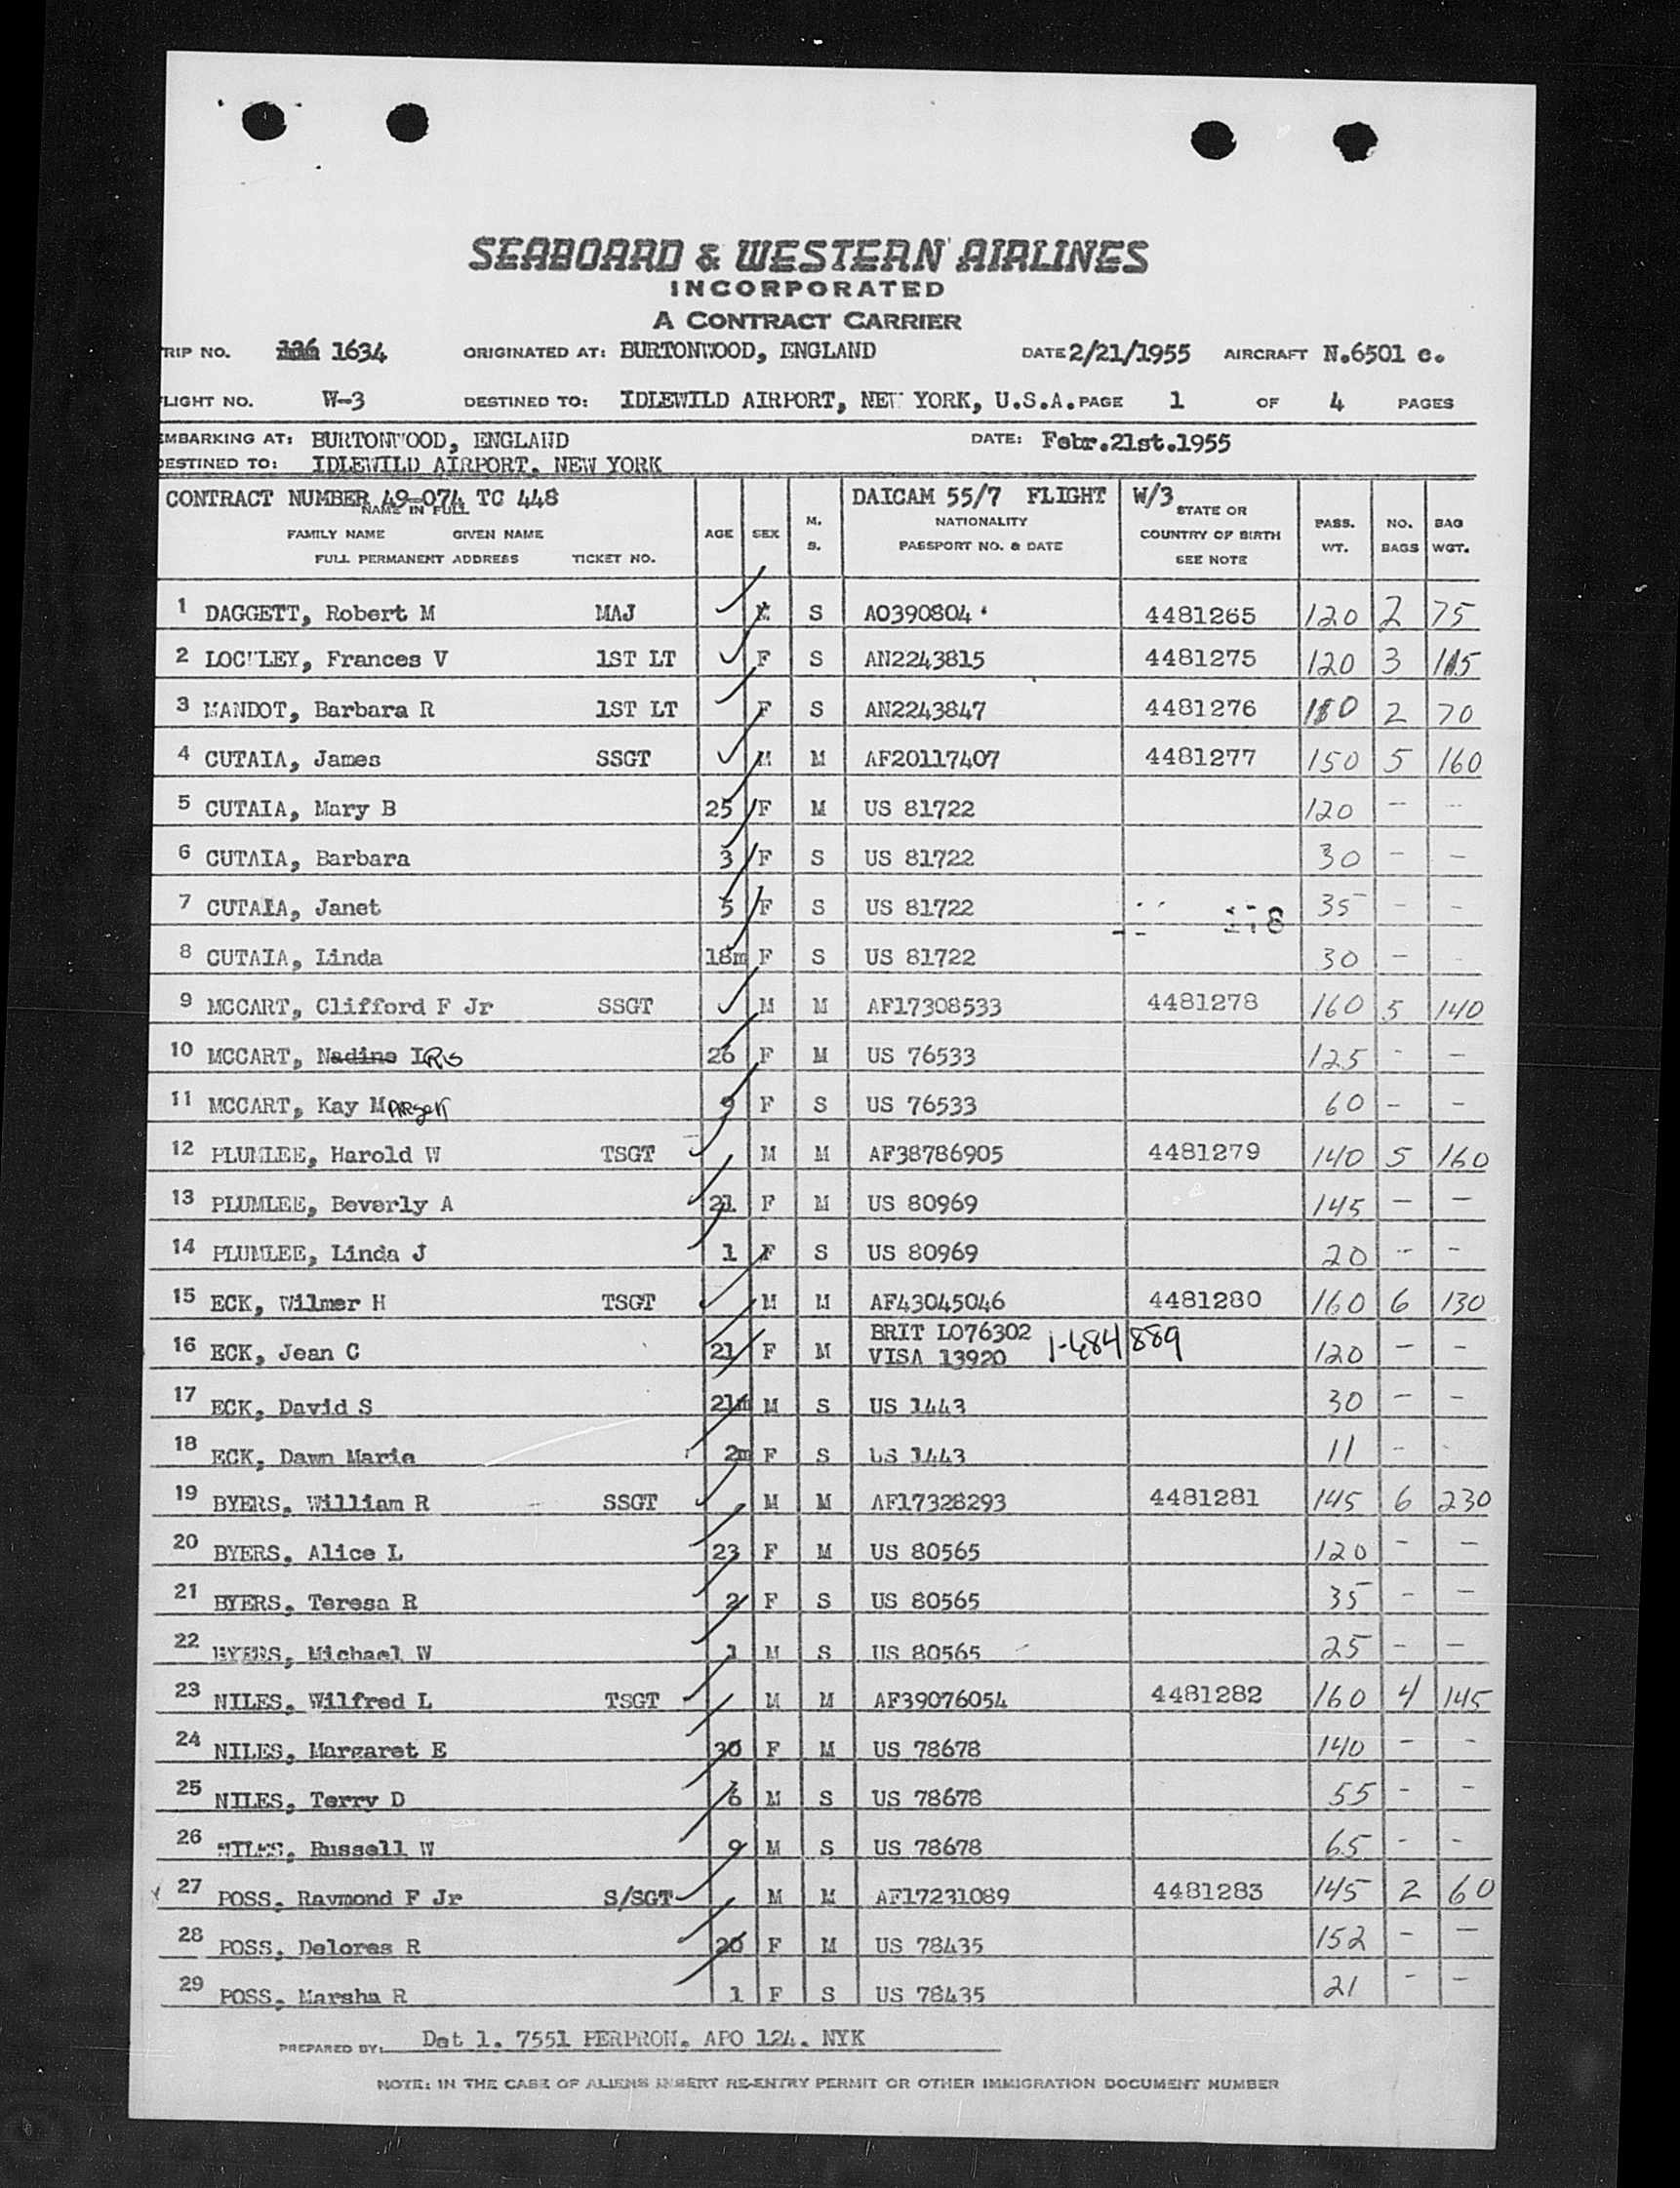 SEABOARD & WESTERN AIRLINES
INCORPORATED
A CONTRACT CARRIER
RIP NO. 1634 ORIGINATED AT: BURTONWOOD, ENGLAND DATE 2/21/1955 AIRCRAFT N.6501 c.
LIGHT NO. W-3 DESTINED TO: IDLEWILD AIRPORT, NEW YORK, U.S.A. PAGE 1 OF 4 PAGES
EMBARKING AT: BURTONWOOD, ENGLAND DATE: Febr.21st.1955
DESTINED TO: IDLEWILD AIRPORT. NEW YORK
CONTRACT NUMBER 49-074 TC 448 DAICAM 55/7 FLIGHT W/3
NAME IN FULL AGE SEX M. S. NATIONALITY STATE OR PASS. WT. NO. BAGS BAG WGT.
FAMILY NAME GIVEN NAME PASSPORT NO. & DATE COUNTRY OF BIRTH
FULL PERMANENT ADDRESS TICKET NO. SEE NOTE
1 DAGGETT, Robert M MAJ M S AO390804 4481265 120 2 75
2 LOCKLEY, Frances V 1ST LT F S AN2243815 4481275 120 3 115
3 MANDOT, Barbara R 1ST LT F S AN2243847 4481276 2 70
4 CUTAIA, James SSGT M M AF20117407 4481277 150 5 160
5 CUTAIA, Mary B 25 F M US 81722 120 - -
6 CUTAIA, Barbara 3 F S US 81722 30 - -
7 CUTAIA, Janet 5 F S US 81722 35 - -
8 CUTAIA, Linda 18m F S US 81722 30 - -
9 MCCART, Clifford F Jr SSGT M M AF17308533 4481278 160 5 140
10 MCCART, Nadine IRis 26 F M US 76533 125 - -
11 MCCART, Kay 9 F S US 76533 60 - -
12 PLUMLEE, Harold W TSGT M M AF38786905 4481279 140 5 160
13 PLUMLEE, Beverly A 21 F M US 80969 145 - -
14 PLUMLEE, Linda J 1 F S US 80969 20 - -
15 ECK, Wilmer H TSGT M M AF43045046 4481280 160 6 130
16 ECK, Jean C 21 F M BRIT LO76302 VISA 13920 1-484889 120 - -
17 ECK, David S 21m M S US 1443 30 - -
18 ECK, Dawn Marie 2m F S US 1443 11 - -
19 BYERS, William R SSGT M M AF17328293 4481281 145 6 230
20 BYERS, Alice L 23 F M US 80565 120 - -
21 BYERS, Teresa R 2 F S US 80565 35 - -
22 BYERS, Michael W 1 M S US 80565 25 - -
23 NILES, Wilfred L TSGT M M AF39076054 4481282 160 4 145
24 NILES, Margaret E 30 F M US 78678 140 - -
25 NILES, Terry D 6 M S US 78678 55 - -
26 NILES, Russell W 9 M S US 78678 65 - -
27 POSS, Raymond F Jr S/SGT M M AF17231089 4481283 145 2 60
28 POSS, Delores R 20 F M US 78435 152 - -
29 POSS, Marsha R 1 F S US 78435 21 - -
PREPARED BY: Det 1. 7551 PERPRON. APO 124. NYK
NOTE: IN THE CASE OF ALIENS INSERT RE-ENTRY PERMIT OR OTHER IMMIGRATION DOCUMENT NUMBER